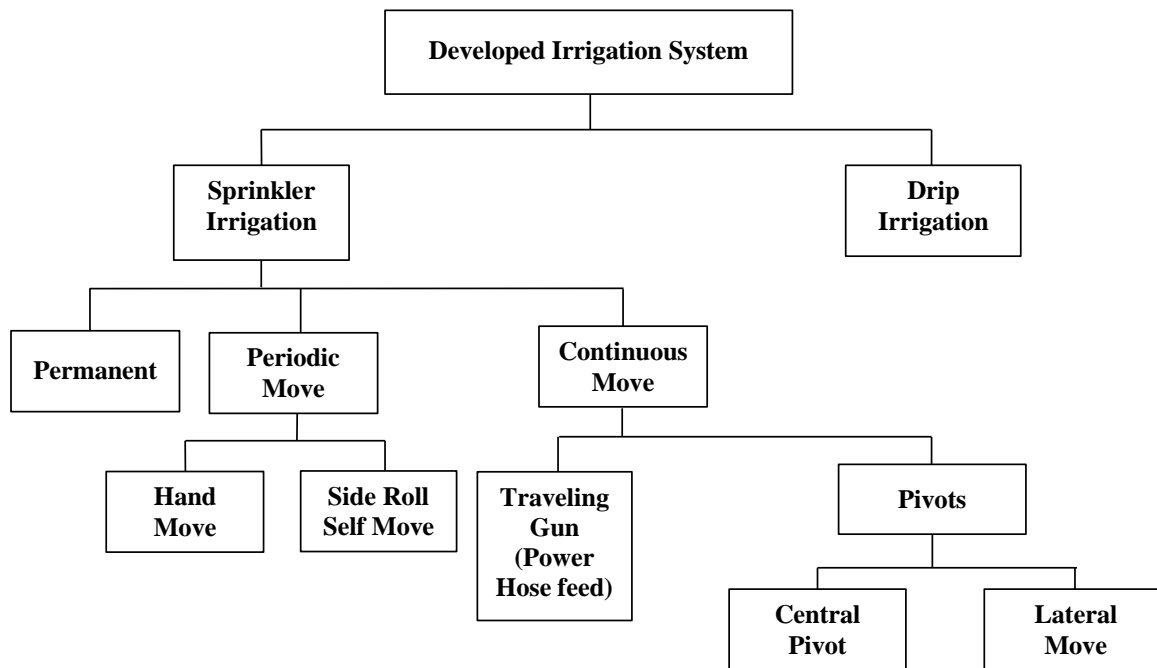 Developed Irrigation System
Sprinkler
Irrigation
Drip
Irrigation
Permanent
Periodic
Move
Continuous
Move
Hand
Move
Side Roll
Self Move
Traveling
Gun
(Power
Hose feed)
Pivots
Central
Pivot
Lateral
Move